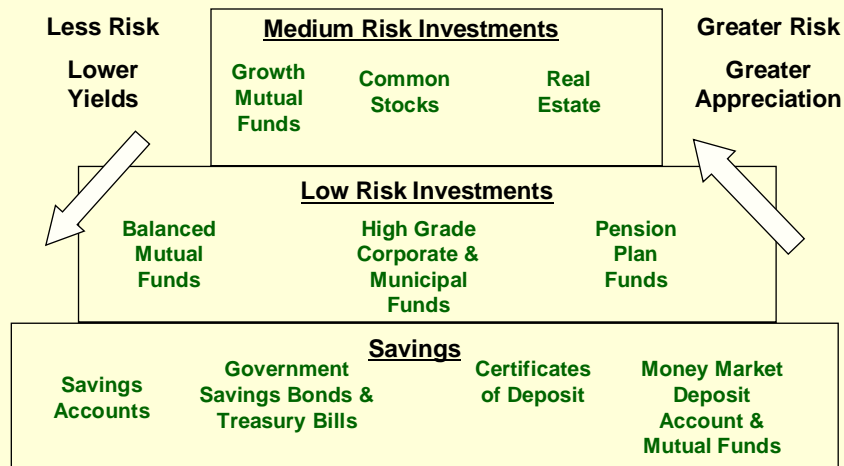 Less Risk
Lower
Yields
Medium Risk Investments
Growth
Mutual
Funds
Common
Stocks
Real
Estate
Greater Risk
Greater
Appreciation
Low Risk Investments
Balanced
Mutual
Funds
High Grade
Corporate &
Municipal
Funds
Pension
Plan
Funds
Savings
Savings
Accounts
Government
Savings Bonds &
Treasury Bills
Certificates
of Deposit
Money Market
Deposit
Account &
Mutual Funds